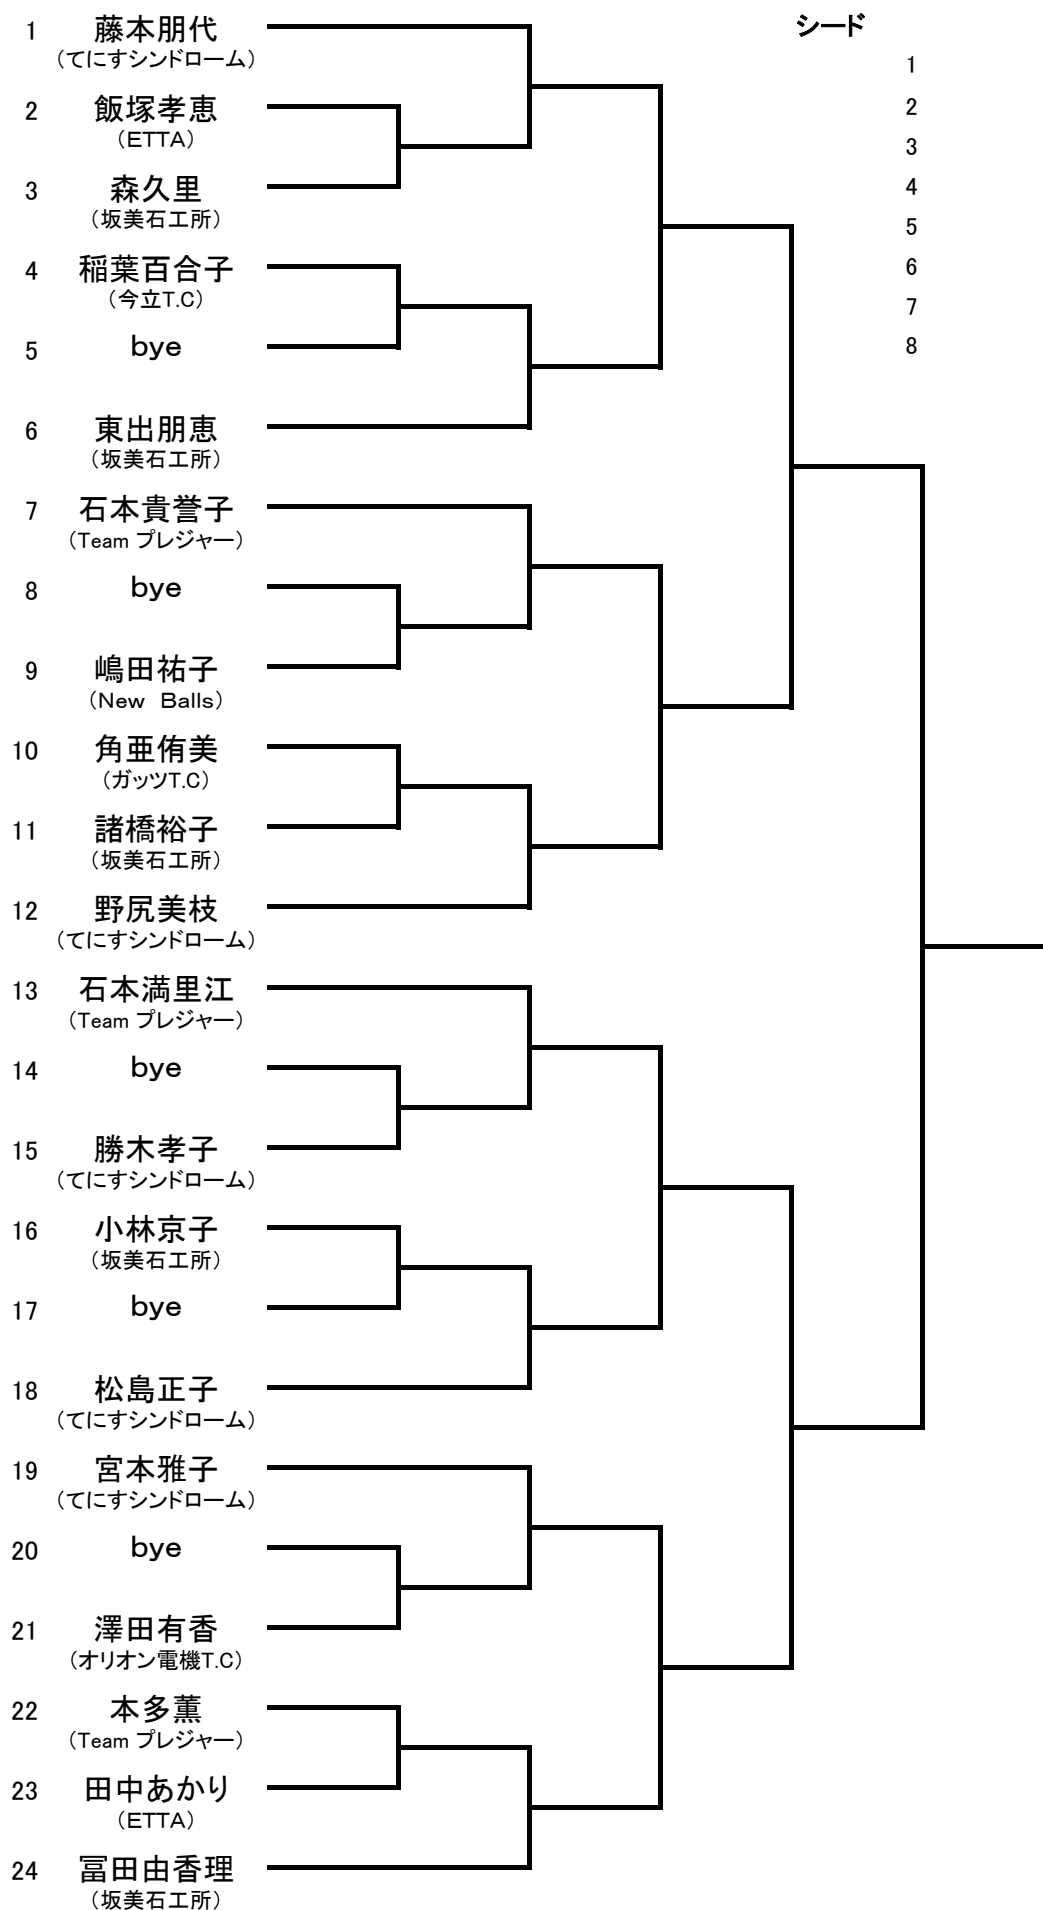 1 藤本朋代
（てにすシンドローム）
2 飯塚孝恵
（ETTA）
3 森久里
（坂美石工所）
4 稲葉百合子
（今立T.C）
5 bye
6 東出朋恵
（坂美石工所）
7 石本貴誉子
（Team プレジャー）
8 bye
9 嶋田祐子
（New　Balls）
10 角亜侑美
（ガッツT.C）
11 諸橋裕子
（坂美石工所）
12 野尻美枝
（てにすシンドローム）
13 石本満里江
（Team プレジャー）
14 bye
15 勝木孝子
（てにすシンドローム）
16 小林京子
（坂美石工所）
17 bye
18 松島正子
（てにすシンドローム）
19 宮本雅子
（てにすシンドローム）
20 bye
21 澤田有香
（オリオン電機T.C）
22 本多薫
（Team プレジャー）
23 田中あかり
（ETTA）
24 冨田由香理
（坂美石工所）
シード
1
2
3
4
5
6
7
8